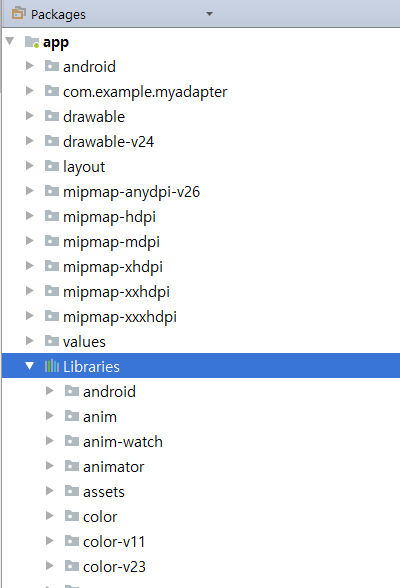 Packages
app
android
com.example.myadapter
drawable
drawable-v24
layout
mipmap-anydpi-v26
mipmap-hdpi
mipmap-mdpi
mipmap-xhdpi
mipmap-xxhdpi
mipmap-xxxhdpi
values
Libraries
android
anim
anim-watch
animator
assets
color
color-v11
color-v23